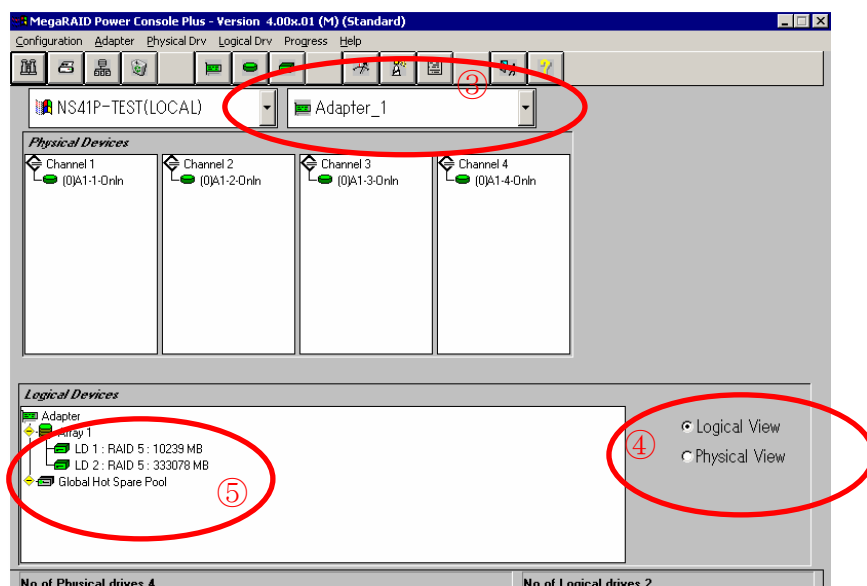 MegaRAID Power Console Plus - Version 4.00x.01 (M) (Standard)
Configuration Adapter Physical Drv Logical Drv Progress Help
③
NS41P-TEST(LOCAL) Adapter_1
Physical Devices
Channel 1 Channel 2 Channel 3 Channel 4
(0)A1-1-Onln (0)A1-2-Onln (0)A1-3-Onln (0)A1-4-Onln
Logical Devices
Adapter
Array 1
LD 1 : RAID 5 : 10239 MB
LD 2 : RAID 5 : 333078 MB
Global Hot Spare Pool
⑤
④
Logical View
Physical View
No of Physical drives 4 No of Logical drives 2